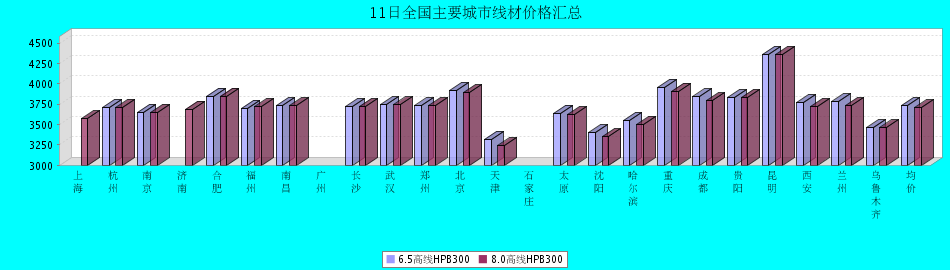 11日全国主要城市线材价格汇总
4500
4250
4000
3750
3500
3250
3000
上海
杭州
南京
济南
合肥
福州
南昌
广州
长沙
武汉
郑州
北京
天津
石家庄
太原
沈阳
哈尔滨
重庆
成都
贵阳
昆明
西安
兰州
乌鲁木齐
均价
6.5高线HPB300
8.0高线HPB300